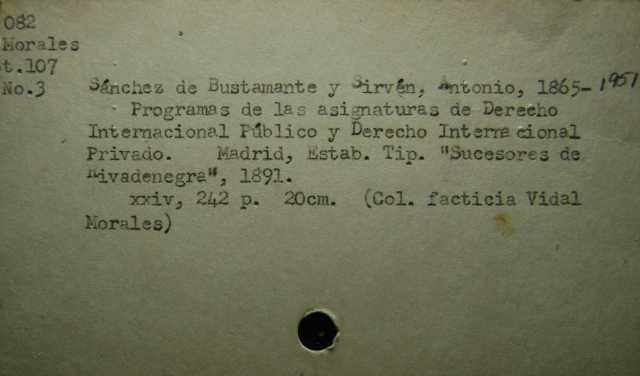 082
Morales
t.107
No.3 Sánchez de Bustamante y Sirvén, Antonio, 1865-1951
Programas de las asignaturas de Derecho
Internacional Público y Derecho Internacional
Privado. Madrid, Estab. Tip. "Sucesores de
Rivadenegra", 1891.
xxiv, 242 p. 20cm. (Col. facticia Vidal
Morales)